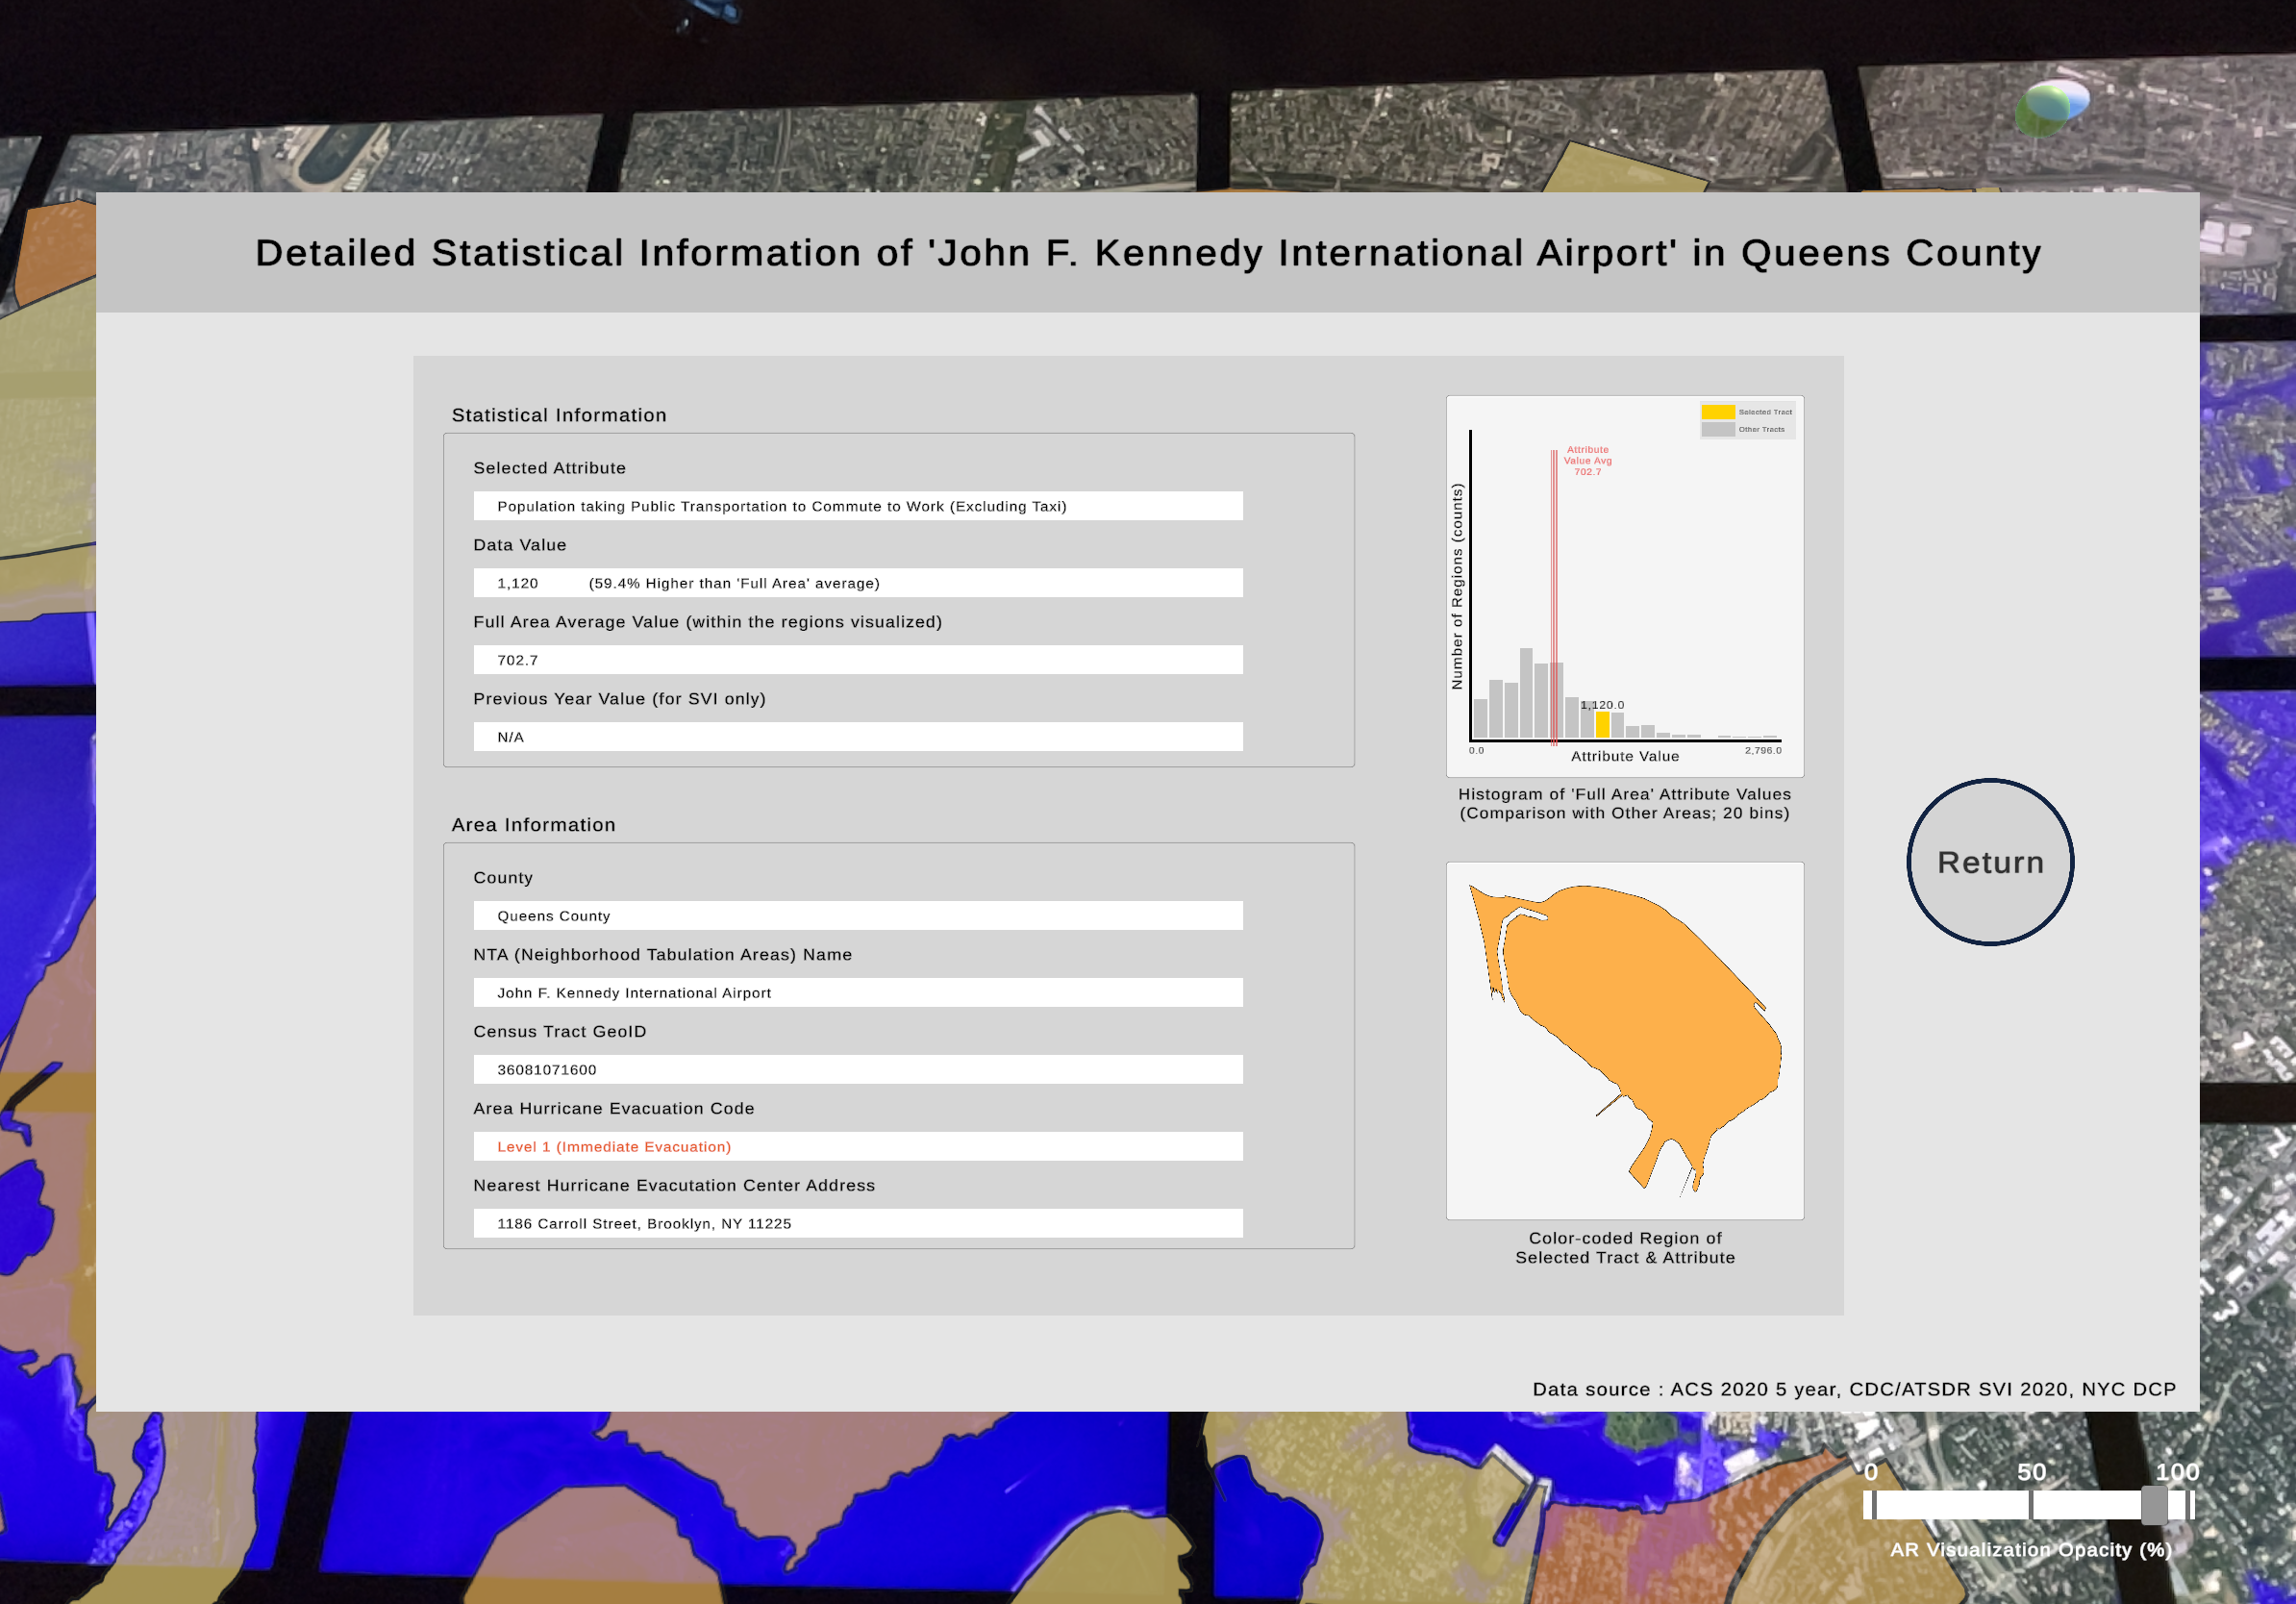 Detailed Statistical Information of 'John F. Kennedy International Airport' in Queens County
Statistical Information
Selected Attribute
Population taking Public Transportation to Commute to Work (Excluding Taxi)
Data Value
1,120 (59.4% Higher than 'Full Area' average)
Full Area Average Value (within the regions visualized)
702.7
Previous Year Value (for SVI only)
N/A
Area Information
County
Queens County
NTA (Neighborhood Tabulation Areas) Name
John F. Kennedy International Airport
Census Tract GeoID
36081071600
Area Hurricane Evacuation Code
Level 1 (Immediate Evacuation)
Nearest Hurricane Evacutation Center Address
1186 Carroll Street, Brooklyn, NY 11225
Selected Tract
Other Tracts
Attribute
Value Avg
702.7
Number of Regions (counts)
1,120.0
0.0
2,796.0
Attribute Value
Histogram of 'Full Area' Attribute Values
(Comparison with Other Areas; 20 bins)
Color-coded Region of
Selected Tract & Attribute
Return
Data source : ACS 2020 5 year, CDC/ATSDR SVI 2020, NYC DCP
0 50 100
AR Visualization Opacity (%)